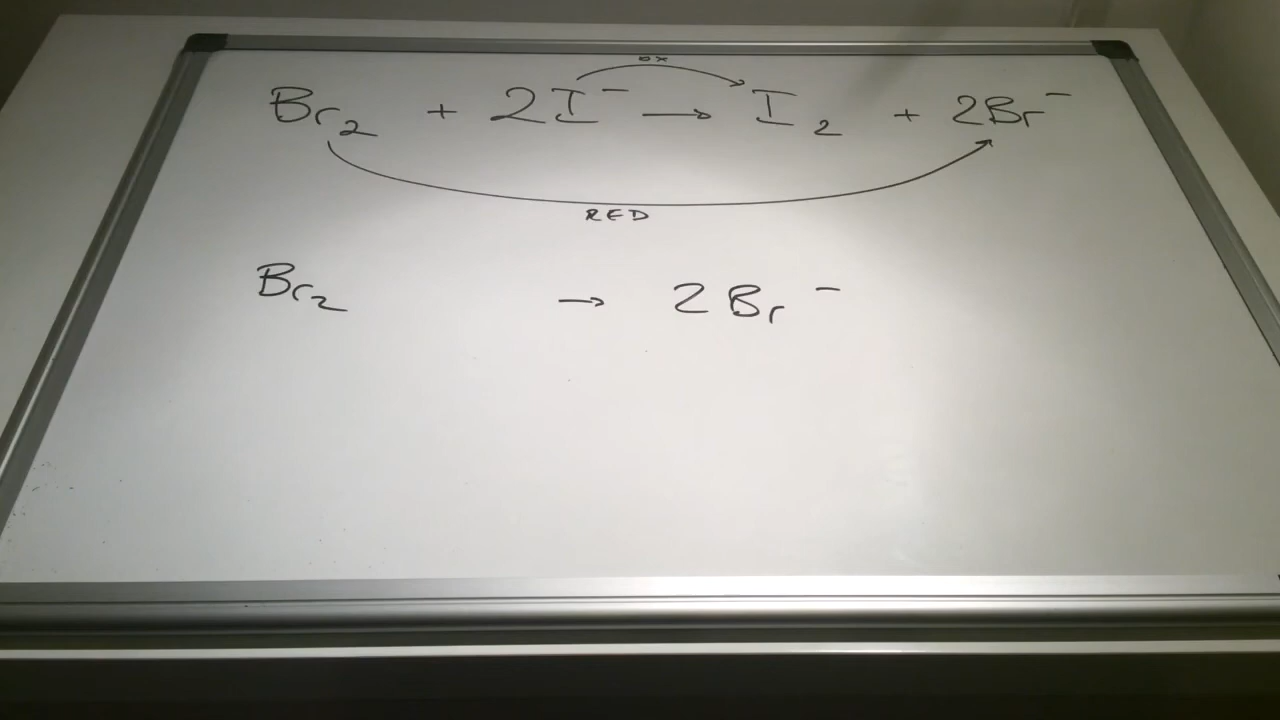 ox
Br₂ + 2I⁻ → I₂ + 2Br⁻
RED
Br₂ → 2Br⁻